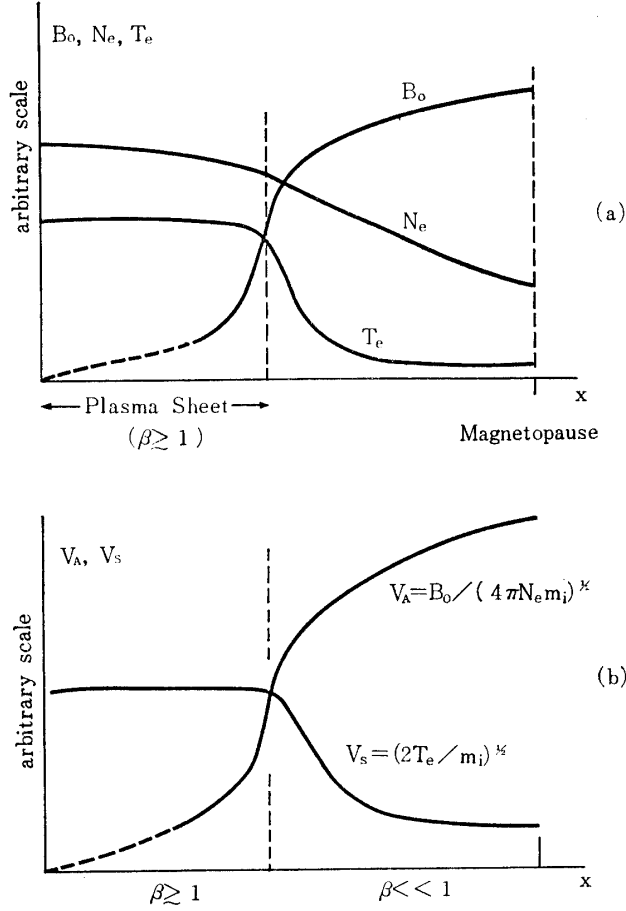 B₀, Nₑ, Tₑ
arbitrary scale
B₀
Nₑ
Tₑ
(a)
x
Plasma Sheet
(β≳1)
Magnetopause
V_A, V_S
arbitrary scale
V_A=B₀/(4πNₑmᵢ)^½
(b)
V_S=(2Tₑ/mᵢ)^½
x
β≳1
β<<1